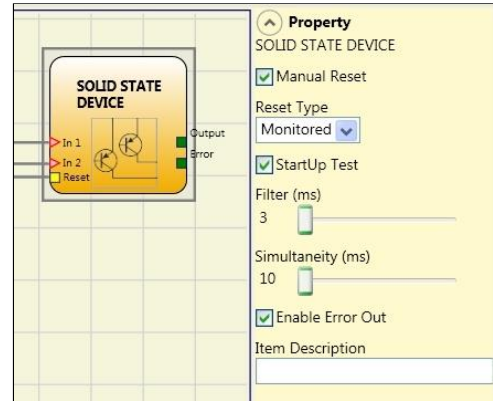 SOLID STATE
DEVICE
In 1
In 2
Reset
Output
Error
Property
SOLID STATE DEVICE
Manual Reset
Reset Type
Monitored
StartUp Test
Filter (ms)
3
Simultaneity (ms)
10
Enable Error Out
Item Description